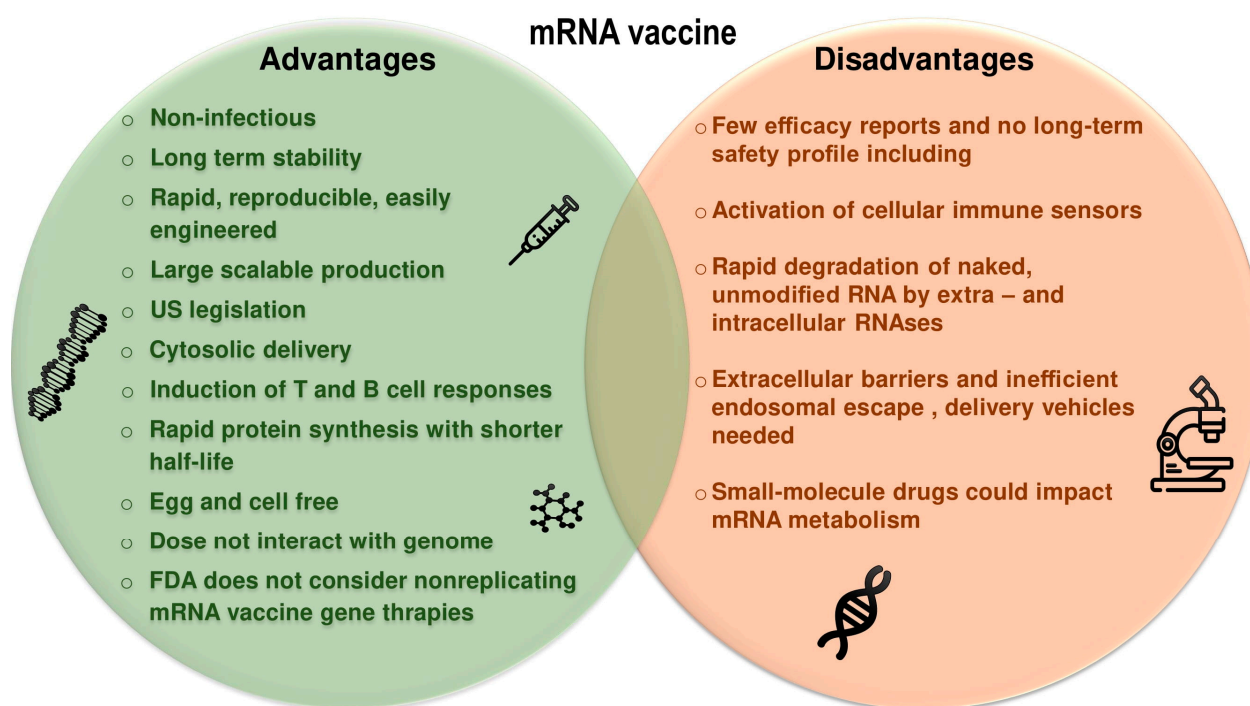 mRNA vaccine
Advantages
○ Non-infectious
○ Long term stability
○ Rapid, reproducible, easily
engineered
○ Large scalable production
○ US legislation
○ Cytosolic delivery
○ Induction of T and B cell responses
○ Rapid protein synthesis with shorter
half-life
○ Egg and cell free
○ Dose not interact with genome
○ FDA does not consider nonreplicating
mRNA vaccine gene thrapies
Disadvantages
○ Few efficacy reports and no long-term
safety profile including
○ Activation of cellular immune sensors
○ Rapid degradation of naked,
unmodified RNA by extra – and
intracellular RNAses
○ Extracellular barriers and inefficient
endosomal escape , delivery vehicles
needed
○ Small-molecule drugs could impact
mRNA metabolism